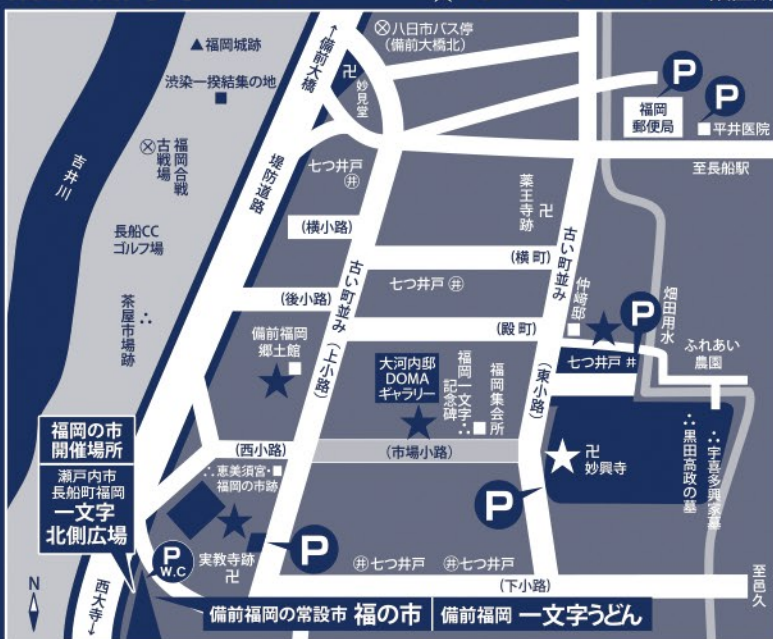 ▲福岡城跡
渋染一揆結集の地
↑備前大橋
八日市バス停
(備前大橋北)
卍妙見堂
P
福岡
郵便局
P
平井医院
至長船駅
吉井川
福岡合戦
古戦場
堤防道路
七つ井戸
井
薬王寺跡
卍
長船CC
ゴルフ場
(横小路)
古い町並み
(上小路)
(横町)
古い町並み
(東小路)
七つ井戸 井
仲﨑邸
P
畑田用水
茶屋市場跡
(後小路)
備前福岡
郷土館
(殿町)
七つ井戸 井
ふれあい
農園
大河内邸
DOMA
ギャラリー
福岡一文字
記念碑
福岡集会所
福岡の市
開催場所
瀬戸内市
長船町福岡
一文字
北側広場
(西小路)
(市場小路)
恵美須宮・
福岡の市跡
卍
妙興寺
黒田高政の墓
宇喜多興家墓
P
P
W.C
実教寺跡
卍
P
井七つ井戸
井七つ井戸
(下小路)
至邑久
N
西大寺→
備前福岡の常設市 福の市
備前福岡 一文字うどん